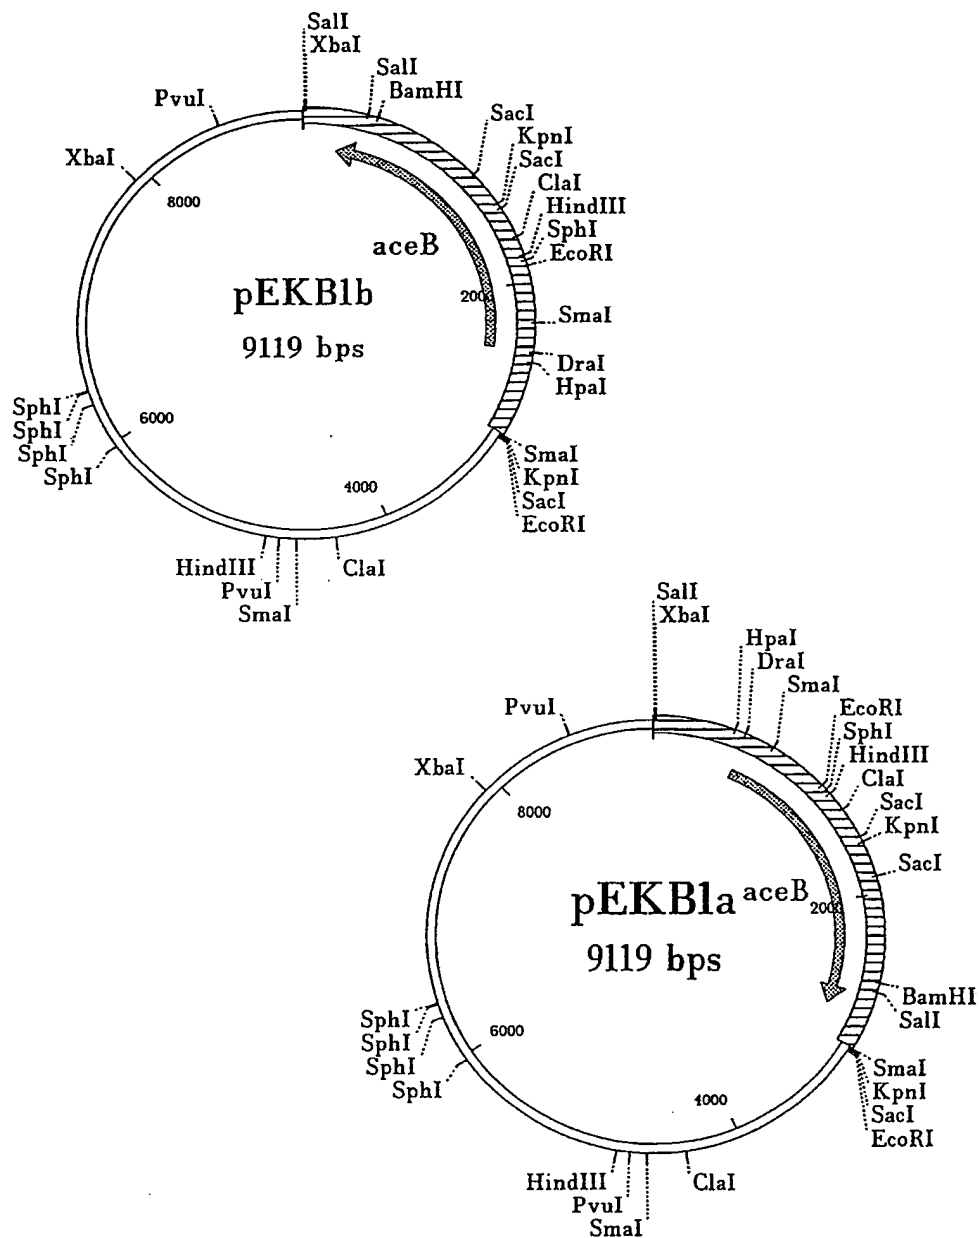 SalI
XbaI
SalI
BamHI
PvuI
SacI
KpnI
XbaI
SacI
ClaI
8000
HindIII
SphI
aceB
EcoRI
pEKB1b
2000
SmaI
9119 bps
DraI
HpaI
SphI
SphI
6000
SphI
SphI
SmaI
KpnI
4000
SacI
EcoRI
HindIII
ClaI
PvuI
SmaI
SalI
XbaI
HpaI
DraI
SmaI
PvuI
EcoRI
SphI
HindIII
XbaI
ClaI
SacI
8000
KpnI
SacI
pEKB1a
aceB
2000
9119 bps
BamHI
SphI
SalI
SphI
6000
SphI
SphI
SmaI
KpnI
4000
SacI
EcoRI
HindIII
ClaI
PvuI
SmaI